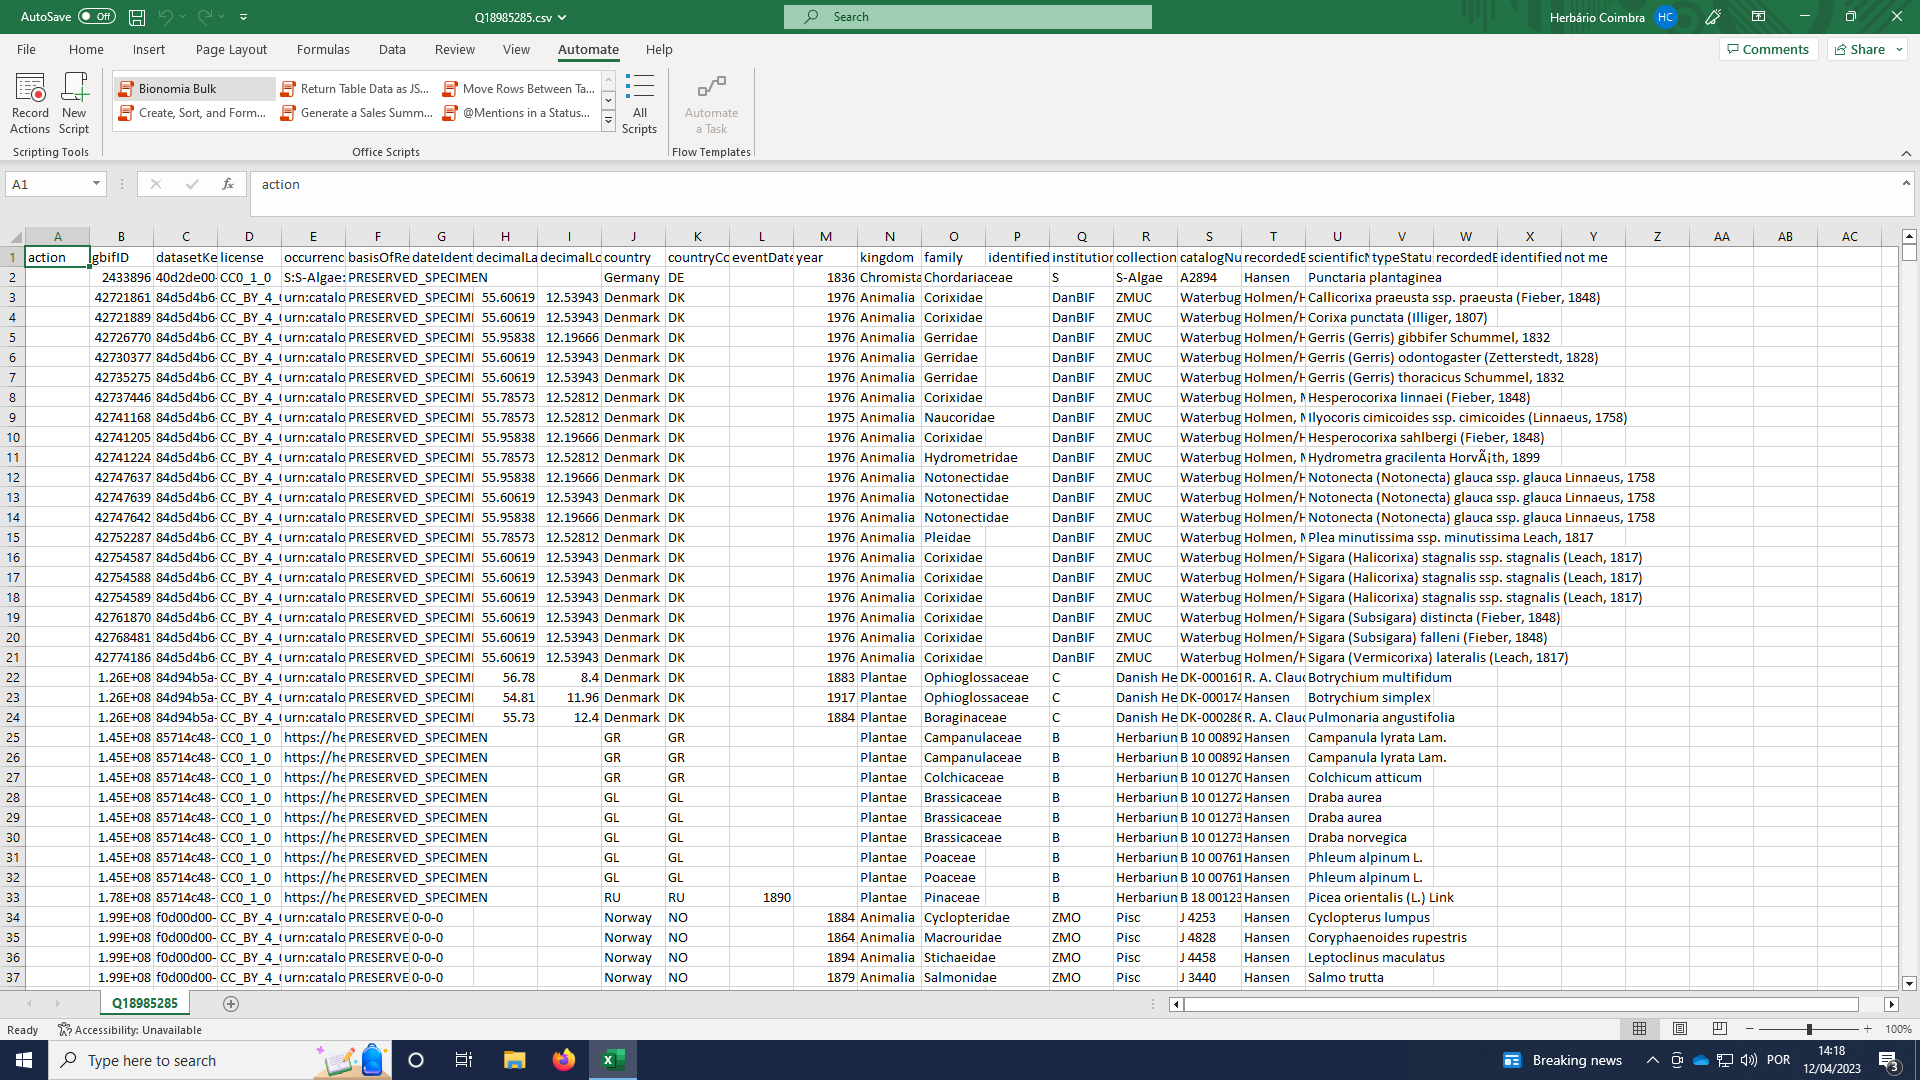 AutoSave Off Q18985285.csv Search Herbário Coimbra HC
File Home Insert Page Layout Formulas Data Review View Automate Help Comments Share
Record Actions New Script Bionomia Bulk Return Table Data as JS... Move Rows Between Ta... All Scripts Automate a Task
Create, Sort, and Form... Generate a Sales Summ... @Mentions in a Status...
Scripting Tools Office Scripts Flow Templates
A1 fx action
A B C D E F G H I J K L M N O P Q R S T U V W X Y Z AA AB AC
1 action gbifID datasetKe license occurrenc basisOfRe dateIdent decimalLa decimalLo country countryCo eventDate year kingdom family identified institution collection catalogNu recordedB scientificN typeStatu recordedB identified not me
2 2433896 40d2de00- CC0_1_0 S:S-Algae: PRESERVED_SPECIMEN Germany DE 1836 Chromista Chordariaceae S S-Algae A2894 Hansen Punctaria plantaginea
3 42721861 84d5d4b6- CC_BY_4_0 urn:catalo PRESERVED_SPECIMI 55.60619 12.53943 Denmark DK 1976 Animalia Corixidae DanBIF ZMUC Waterbug Holmen/H Callicorixa praeusta ssp. praeusta (Fieber, 1848)
4 42721889 84d5d4b6- CC_BY_4_0 urn:catalo PRESERVED_SPECIMI 55.60619 12.53943 Denmark DK 1976 Animalia Corixidae DanBIF ZMUC Waterbug Holmen/H Corixa punctata (Illiger, 1807)
5 42726770 84d5d4b6- CC_BY_4_0 urn:catalo PRESERVED_SPECIMI 55.95838 12.19666 Denmark DK 1976 Animalia Gerridae DanBIF ZMUC Waterbug Holmen/H Gerris (Gerris) gibbifer Schummel, 1832
6 42730377 84d5d4b6- CC_BY_4_0 urn:catalo PRESERVED_SPECIMI 55.60619 12.53943 Denmark DK 1976 Animalia Gerridae DanBIF ZMUC Waterbug Holmen/H Gerris (Gerris) odontogaster (Zetterstedt, 1828)
7 42735275 84d5d4b6- CC_BY_4_0 urn:catalo PRESERVED_SPECIMI 55.60619 12.53943 Denmark DK 1976 Animalia Gerridae DanBIF ZMUC Waterbug Holmen/H Gerris (Gerris) thoracicus Schummel, 1832
8 42737446 84d5d4b6- CC_BY_4_0 urn:catalo PRESERVED_SPECIMI 55.78573 12.52812 Denmark DK 1976 Animalia Corixidae DanBIF ZMUC Waterbug Holmen, M Hesperocorixa linnaei (Fieber, 1848)
9 42741168 84d5d4b6- CC_BY_4_0 urn:catalo PRESERVED_SPECIMI 55.78573 12.52812 Denmark DK 1975 Animalia Naucoridae DanBIF ZMUC Waterbug Holmen, M Ilyocoris cimicoides ssp. cimicoides (Linnaeus, 1758)
10 42741205 84d5d4b6- CC_BY_4_0 urn:catalo PRESERVED_SPECIMI 55.95838 12.19666 Denmark DK 1976 Animalia Corixidae DanBIF ZMUC Waterbug Holmen/H Hesperocorixa sahlbergi (Fieber, 1848)
11 42741224 84d5d4b6- CC_BY_4_0 urn:catalo PRESERVED_SPECIMI 55.78573 12.52812 Denmark DK 1976 Animalia Hydrometridae DanBIF ZMUC Waterbug Holmen, M Hydrometra gracilenta HorvÃ¡th, 1899
12 42747637 84d5d4b6- CC_BY_4_0 urn:catalo PRESERVED_SPECIMI 55.95838 12.19666 Denmark DK 1976 Animalia Notonectidae DanBIF ZMUC Waterbug Holmen/H Notonecta (Notonecta) glauca ssp. glauca Linnaeus, 1758
13 42747639 84d5d4b6- CC_BY_4_0 urn:catalo PRESERVED_SPECIMI 55.60619 12.53943 Denmark DK 1976 Animalia Notonectidae DanBIF ZMUC Waterbug Holmen/H Notonecta (Notonecta) glauca ssp. glauca Linnaeus, 1758
14 42747642 84d5d4b6- CC_BY_4_0 urn:catalo PRESERVED_SPECIMI 55.95838 12.19666 Denmark DK 1976 Animalia Notonectidae DanBIF ZMUC Waterbug Holmen/H Notonecta (Notonecta) glauca ssp. glauca Linnaeus, 1758
15 42752287 84d5d4b6- CC_BY_4_0 urn:catalo PRESERVED_SPECIMI 55.78573 12.52812 Denmark DK 1976 Animalia Pleidae DanBIF ZMUC Waterbug Holmen, M Plea minutissima ssp. minutissima Leach, 1817
16 42754587 84d5d4b6- CC_BY_4_0 urn:catalo PRESERVED_SPECIMI 55.60619 12.53943 Denmark DK 1976 Animalia Corixidae DanBIF ZMUC Waterbug Holmen/H Sigara (Halicorixa) stagnalis ssp. stagnalis (Leach, 1817)
17 42754588 84d5d4b6- CC_BY_4_0 urn:catalo PRESERVED_SPECIMI 55.60619 12.53943 Denmark DK 1976 Animalia Corixidae DanBIF ZMUC Waterbug Holmen/H Sigara (Halicorixa) stagnalis ssp. stagnalis (Leach, 1817)
18 42754589 84d5d4b6- CC_BY_4_0 urn:catalo PRESERVED_SPECIMI 55.60619 12.53943 Denmark DK 1976 Animalia Corixidae DanBIF ZMUC Waterbug Holmen/H Sigara (Halicorixa) stagnalis ssp. stagnalis (Leach, 1817)
19 42761870 84d5d4b6- CC_BY_4_0 urn:catalo PRESERVED_SPECIMI 55.60619 12.53943 Denmark DK 1976 Animalia Corixidae DanBIF ZMUC Waterbug Holmen/H Sigara (Subsigara) distincta (Fieber, 1848)
20 42768481 84d5d4b6- CC_BY_4_0 urn:catalo PRESERVED_SPECIMI 55.60619 12.53943 Denmark DK 1976 Animalia Corixidae DanBIF ZMUC Waterbug Holmen/H Sigara (Subsigara) falleni (Fieber, 1848)
21 42774186 84d5d4b6- CC_BY_4_0 urn:catalo PRESERVED_SPECIMI 55.60619 12.53943 Denmark DK 1976 Animalia Corixidae DanBIF ZMUC Waterbug Holmen/H Sigara (Vermicorixa) lateralis (Leach, 1817)
22 1.26E+08 84d94b5a- CC_BY_4_0 urn:catalo PRESERVED_SPECIMI 56.78 8.4 Denmark DK 1883 Plantae Ophioglossaceae C Danish He DK-000161 R. A. Clauc Botrychium multifidum
23 1.26E+08 84d94b5a- CC_BY_4_0 urn:catalo PRESERVED_SPECIMI 54.81 11.96 Denmark DK 1917 Plantae Ophioglossaceae C Danish He DK-000174 Hansen Botrychium simplex
24 1.26E+08 84d94b5a- CC_BY_4_0 urn:catalo PRESERVED_SPECIMI 55.73 12.4 Denmark DK 1884 Plantae Boraginaceae C Danish He DK-000286 R. A. Clauc Pulmonaria angustifolia
25 1.45E+08 85714c48- CC0_1_0 https://he PRESERVED_SPECIMEN GR GR Plantae Campanulaceae B Herbarium B 10 00892 Hansen Campanula lyrata Lam.
26 1.45E+08 85714c48- CC0_1_0 https://he PRESERVED_SPECIMEN GR GR Plantae Campanulaceae B Herbarium B 10 00892 Hansen Campanula lyrata Lam.
27 1.45E+08 85714c48- CC0_1_0 https://he PRESERVED_SPECIMEN GR GR Plantae Colchicaceae B Herbarium B 10 01270 Hansen Colchicum atticum
28 1.45E+08 85714c48- CC0_1_0 https://he PRESERVED_SPECIMEN GL GL Plantae Brassicaceae B Herbarium B 10 01272 Hansen Draba aurea
29 1.45E+08 85714c48- CC0_1_0 https://he PRESERVED_SPECIMEN GL GL Plantae Brassicaceae B Herbarium B 10 01273 Hansen Draba aurea
30 1.45E+08 85714c48- CC0_1_0 https://he PRESERVED_SPECIMEN GL GL Plantae Brassicaceae B Herbarium B 10 01273 Hansen Draba norvegica
31 1.45E+08 85714c48- CC0_1_0 https://he PRESERVED_SPECIMEN GL GL Plantae Poaceae B Herbarium B 10 00761 Hansen Phleum alpinum L.
32 1.45E+08 85714c48- CC0_1_0 https://he PRESERVED_SPECIMEN GL GL Plantae Poaceae B Herbarium B 10 00761 Hansen Phleum alpinum L.
33 1.78E+08 85714c48- CC0_1_0 https://he PRESERVED_SPECIMEN RU RU 1890 Plantae Pinaceae B Herbarium B 18 00123 Hansen Picea orientalis (L.) Link
34 1.99E+08 f0d00d00- CC_BY_4_0 urn:catalo PRESERVE 0-0-0 Norway NO 1884 Animalia Cyclopteridae ZMO Pisc J 4253 Hansen Cyclopterus lumpus
35 1.99E+08 f0d00d00- CC_BY_4_0 urn:catalo PRESERVE 0-0-0 Norway NO 1864 Animalia Macrouridae ZMO Pisc J 4828 Hansen Coryphaenoides rupestris
36 1.99E+08 f0d00d00- CC_BY_4_0 urn:catalo PRESERVE 0-0-0 Norway NO 1894 Animalia Stichaeidae ZMO Pisc J 4458 Hansen Leptoclinus maculatus
37 1.99E+08 f0d00d00- CC_BY_4_0 urn:catalo PRESERVE 0-0-0 Norway NO 1879 Animalia Salmonidae ZMO Pisc J 3440 Hansen Salmo trutta
Q18985285
Ready Accessibility: Unavailable 100%
Type here to search Breaking news POR 14:18 12/04/2023 3